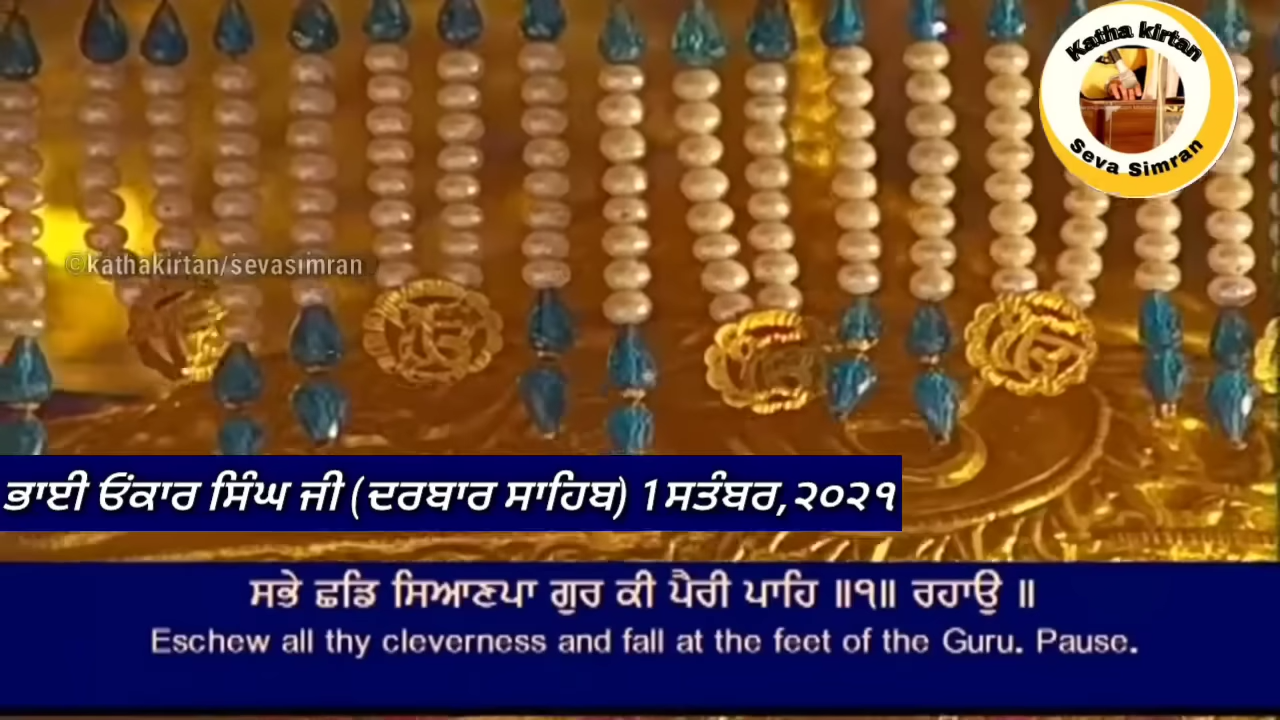 Katha kirtan
Seva Simran
©kathakirtan/sevasimran
ਭਾਈ ਓਂਕਾਰ ਸਿੰਘ ਜੀ (ਦਰਬਾਰ ਸਾਹਿਬ) 1 ਸਤੰਬਰ,੨੦੨੧
ਸਭੇ ਛਡਿ ਸਿਆਣਪਾ ਗੁਰ ਕੀ ਪੈਰੀ ਪਾਹਿ ॥੧॥ ਰਹਾਉ ॥
Eschew all thy cleverness and fall at the feet of the Guru. Pause.